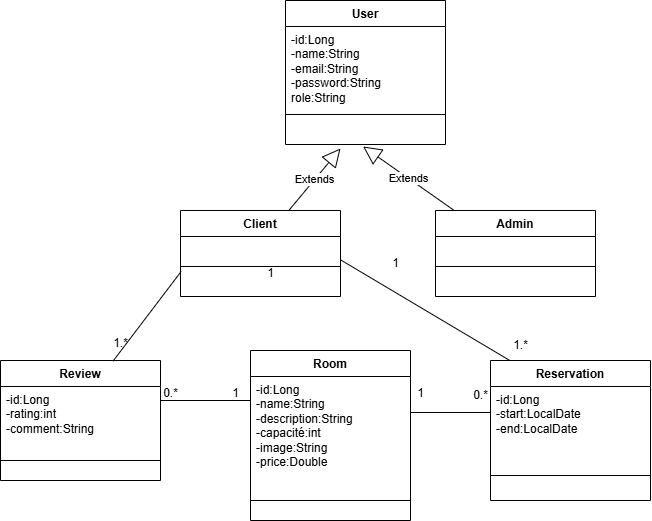 User
-id:Long
-name:String
-email:String
-password:String
role:String
Extends
Extends
Client
Admin
1
1
1.*
1.*
Review
-id:Long
-rating:int
-comment:String
0.*
1
Room
-id:Long
-name:String
-description:String
-capacité:int
-image:String
-price:Double
1
0.*
Reservation
-id:Long
-start:LocalDate
-end:LocalDate